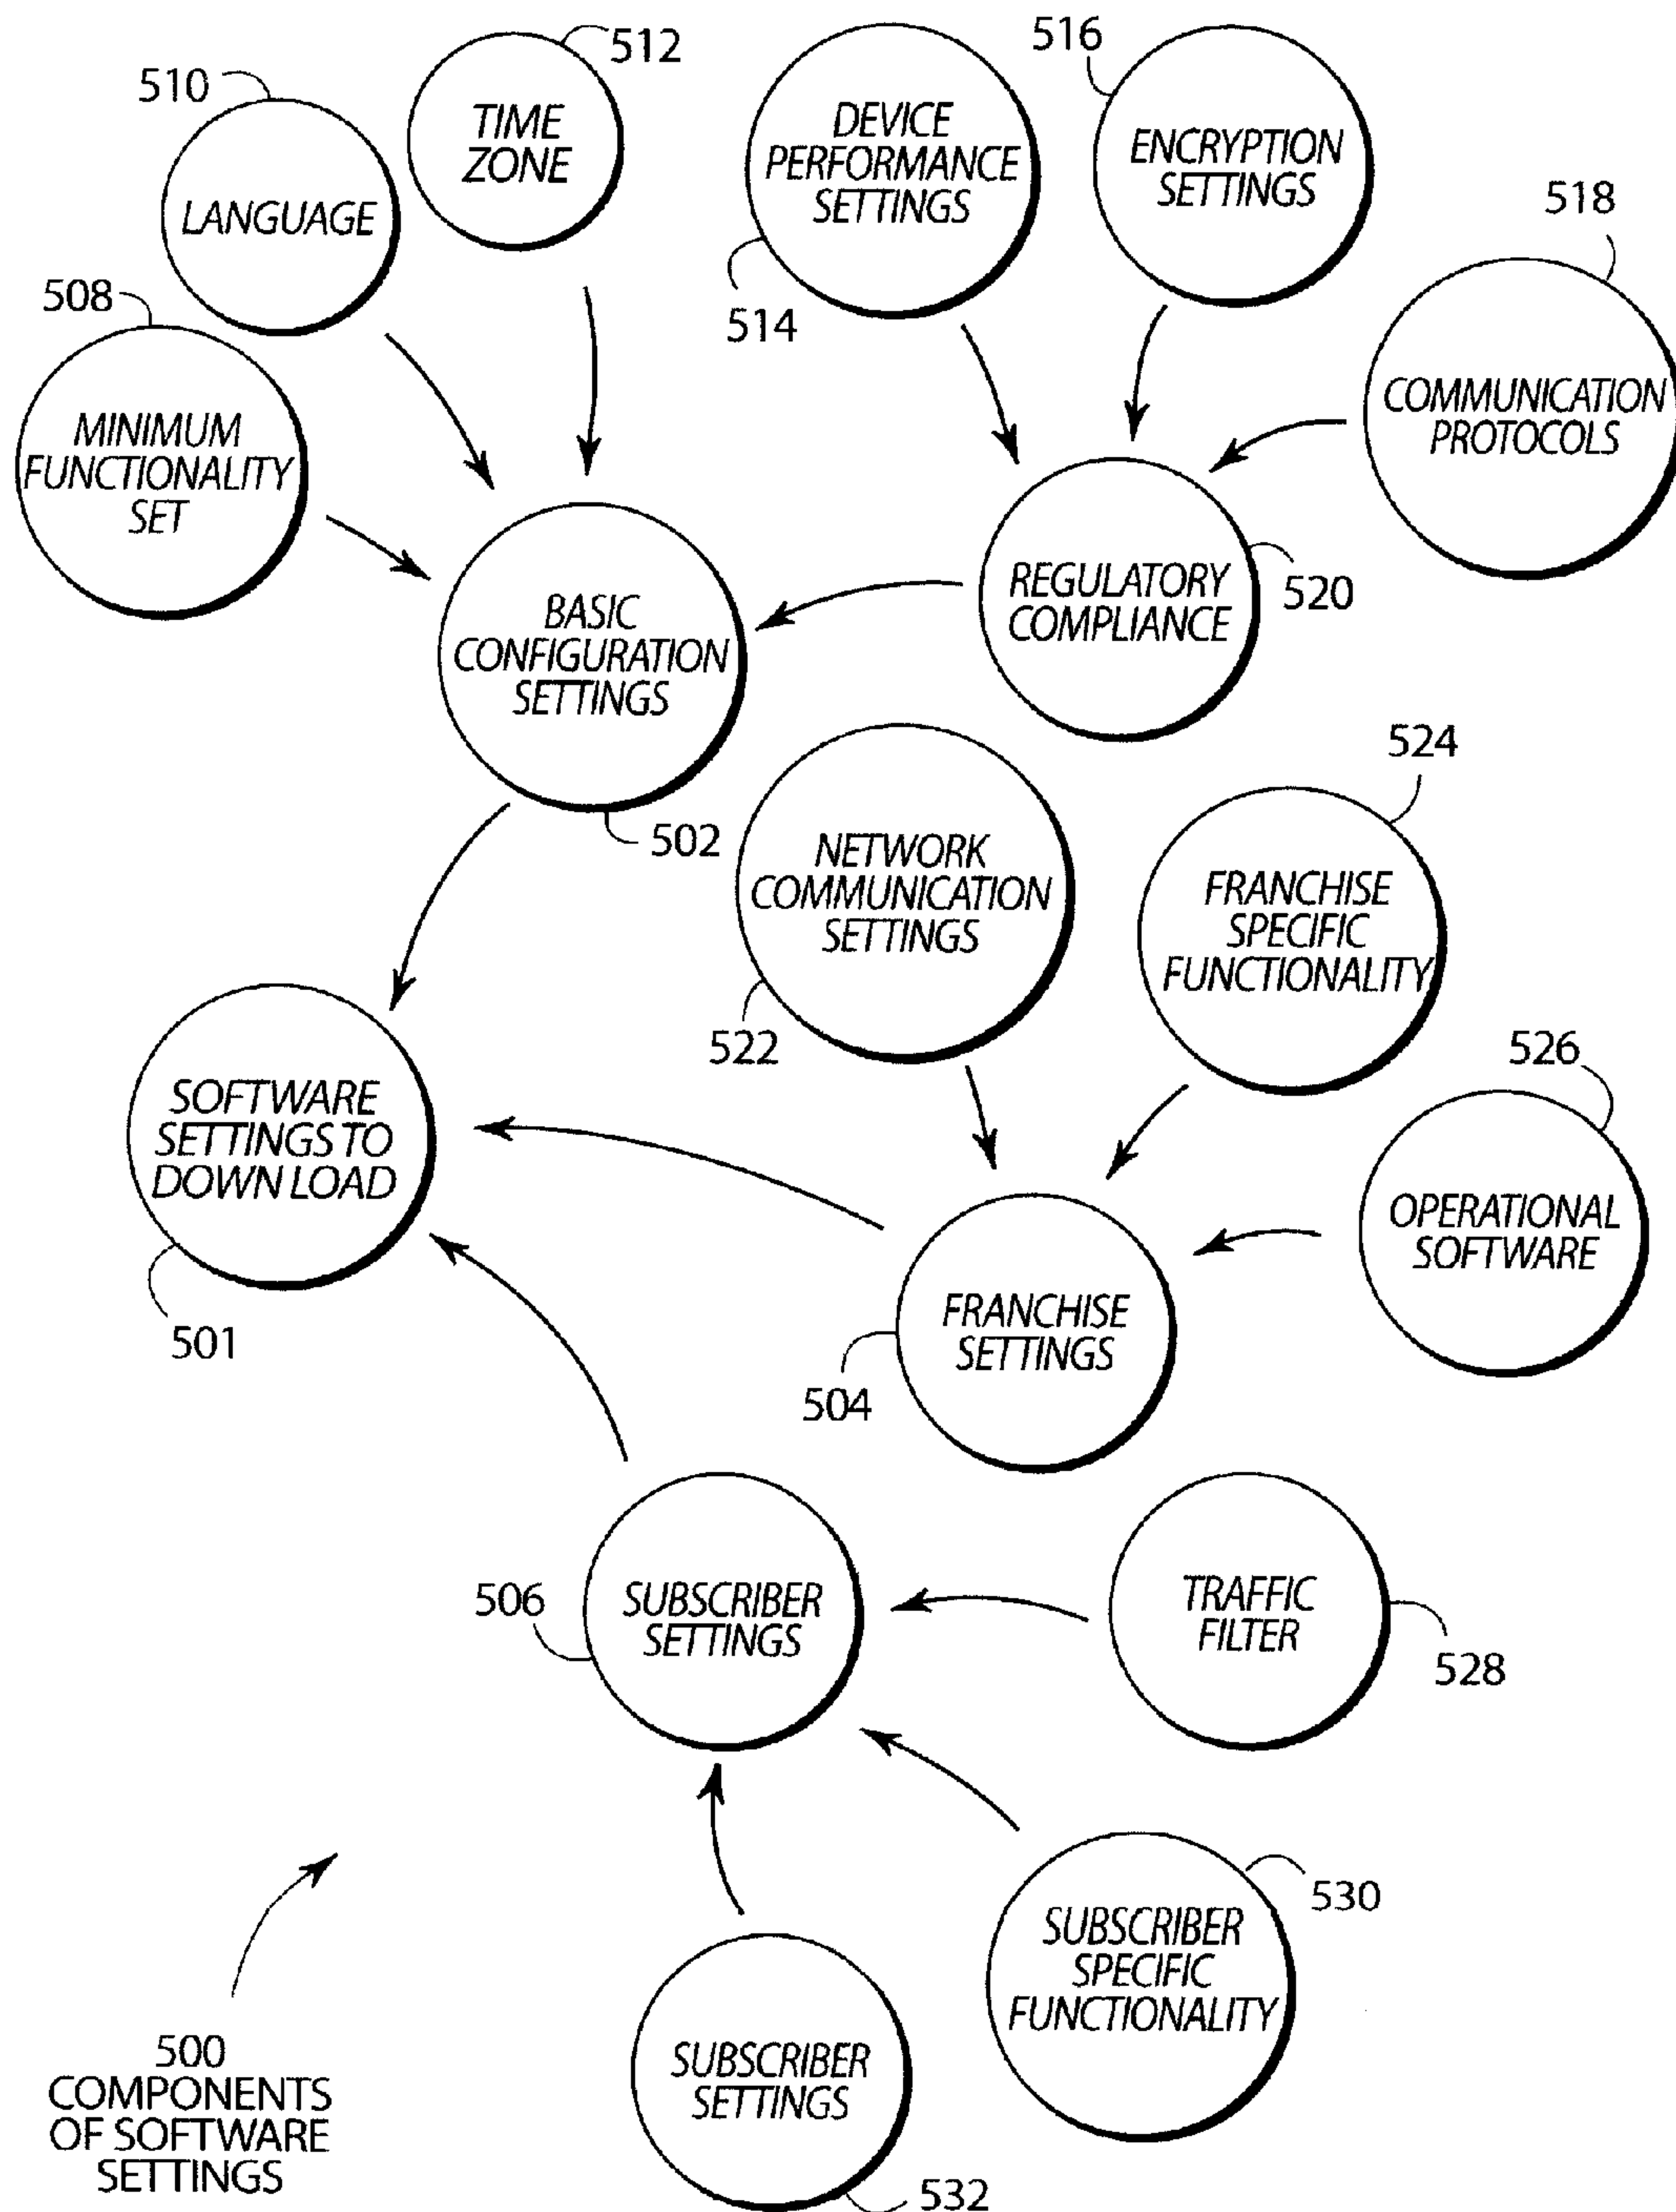 512
TIME
ZONE
510
LANGUAGE
508
MINIMUM
FUNCTIONALITY
SET
DEVICE
PERFORMANCE
SETTINGS
514
516
ENCRYPTION
SETTINGS
518
COMMUNICATION
PROTOCOLS
REGULATORY
COMPLIANCE
520
BASIC
CONFIGURATION
SETTINGS
502
NETWORK
COMMUNICATION
SETTINGS
522
524
FRANCHISE
SPECIFIC
FUNCTIONALITY
526
OPERATIONAL
SOFTWARE
SOFTWARE
SETTINGS TO
DOWN LOAD
501
FRANCHISE
SETTINGS
504
506
SUBSCRIBER
SETTINGS
TRAFFIC
FILTER
528
530
SUBSCRIBER
SPECIFIC
FUNCTIONALITY
SUBSCRIBER
SETTINGS
532
500
COMPONENTS
OF SOFTWARE
SETTINGS